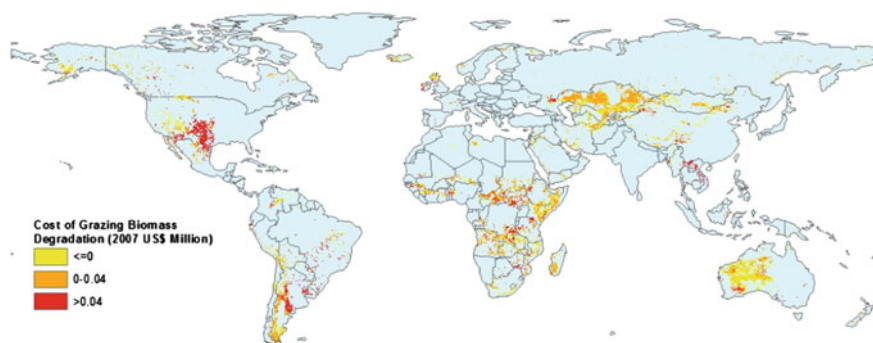 Cost of Grazing Biomass
Degradation (2007 US$ Million)
<=0
0-0.04
>0.04